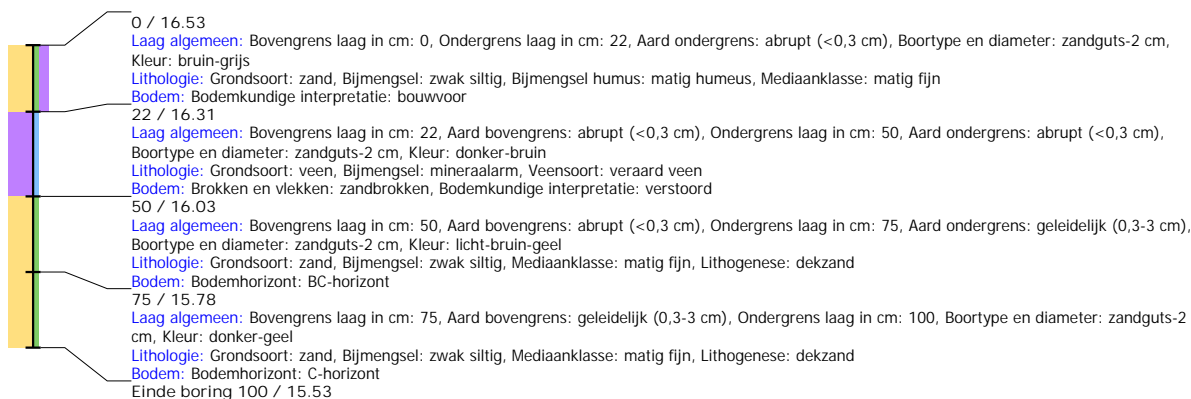 0 / 16.53
Laag algemeen: Bovengrens laag in cm: 0, Ondergrens laag in cm: 22, Aard ondergrens: abrupt (<0,3 cm), Boortype en diameter: zandguts-2 cm,
Kleur: bruin-grijs
Lithologie: Grondsoort: zand, Bijmengsel: zwak siltig, Bijmengsel humus: matig humeus, Mediaanklasse: matig fijn
Bodem: Bodemkundige interpretatie: bouwvoor
22 / 16.31
Laag algemeen: Bovengrens laag in cm: 22, Aard bovengrens: abrupt (<0,3 cm), Ondergrens laag in cm: 50, Aard ondergrens: abrupt (<0,3 cm),
Boortype en diameter: zandguts-2 cm, Kleur: donker-bruin
Lithologie: Grondsoort: veen, Bijmengsel: mineraalarm, Veensoort: veraard veen
Bodem: Brokken en vlekken: zandbrokken, Bodemkundige interpretatie: verstoord
50 / 16.03
Laag algemeen: Bovengrens laag in cm: 50, Aard bovengrens: abrupt (<0,3 cm), Ondergrens laag in cm: 75, Aard ondergrens: geleidelijk (0,3-3 cm),
Boortype en diameter: zandguts-2 cm, Kleur: licht-bruin-geel
Lithologie: Grondsoort: zand, Bijmengsel: zwak siltig, Mediaanklasse: matig fijn, Lithogenese: dekzand
Bodem: Bodemhorizont: BC-horizont
75 / 15.78
Laag algemeen: Bovengrens laag in cm: 75, Aard bovengrens: geleidelijk (0,3-3 cm), Ondergrens laag in cm: 100, Boortype en diameter: zandguts-2
cm, Kleur: donker-geel
Lithologie: Grondsoort: zand, Bijmengsel: zwak siltig, Mediaanklasse: matig fijn, Lithogenese: dekzand
Bodem: Bodemhorizont: C-horizont
Einde boring 100 / 15.53